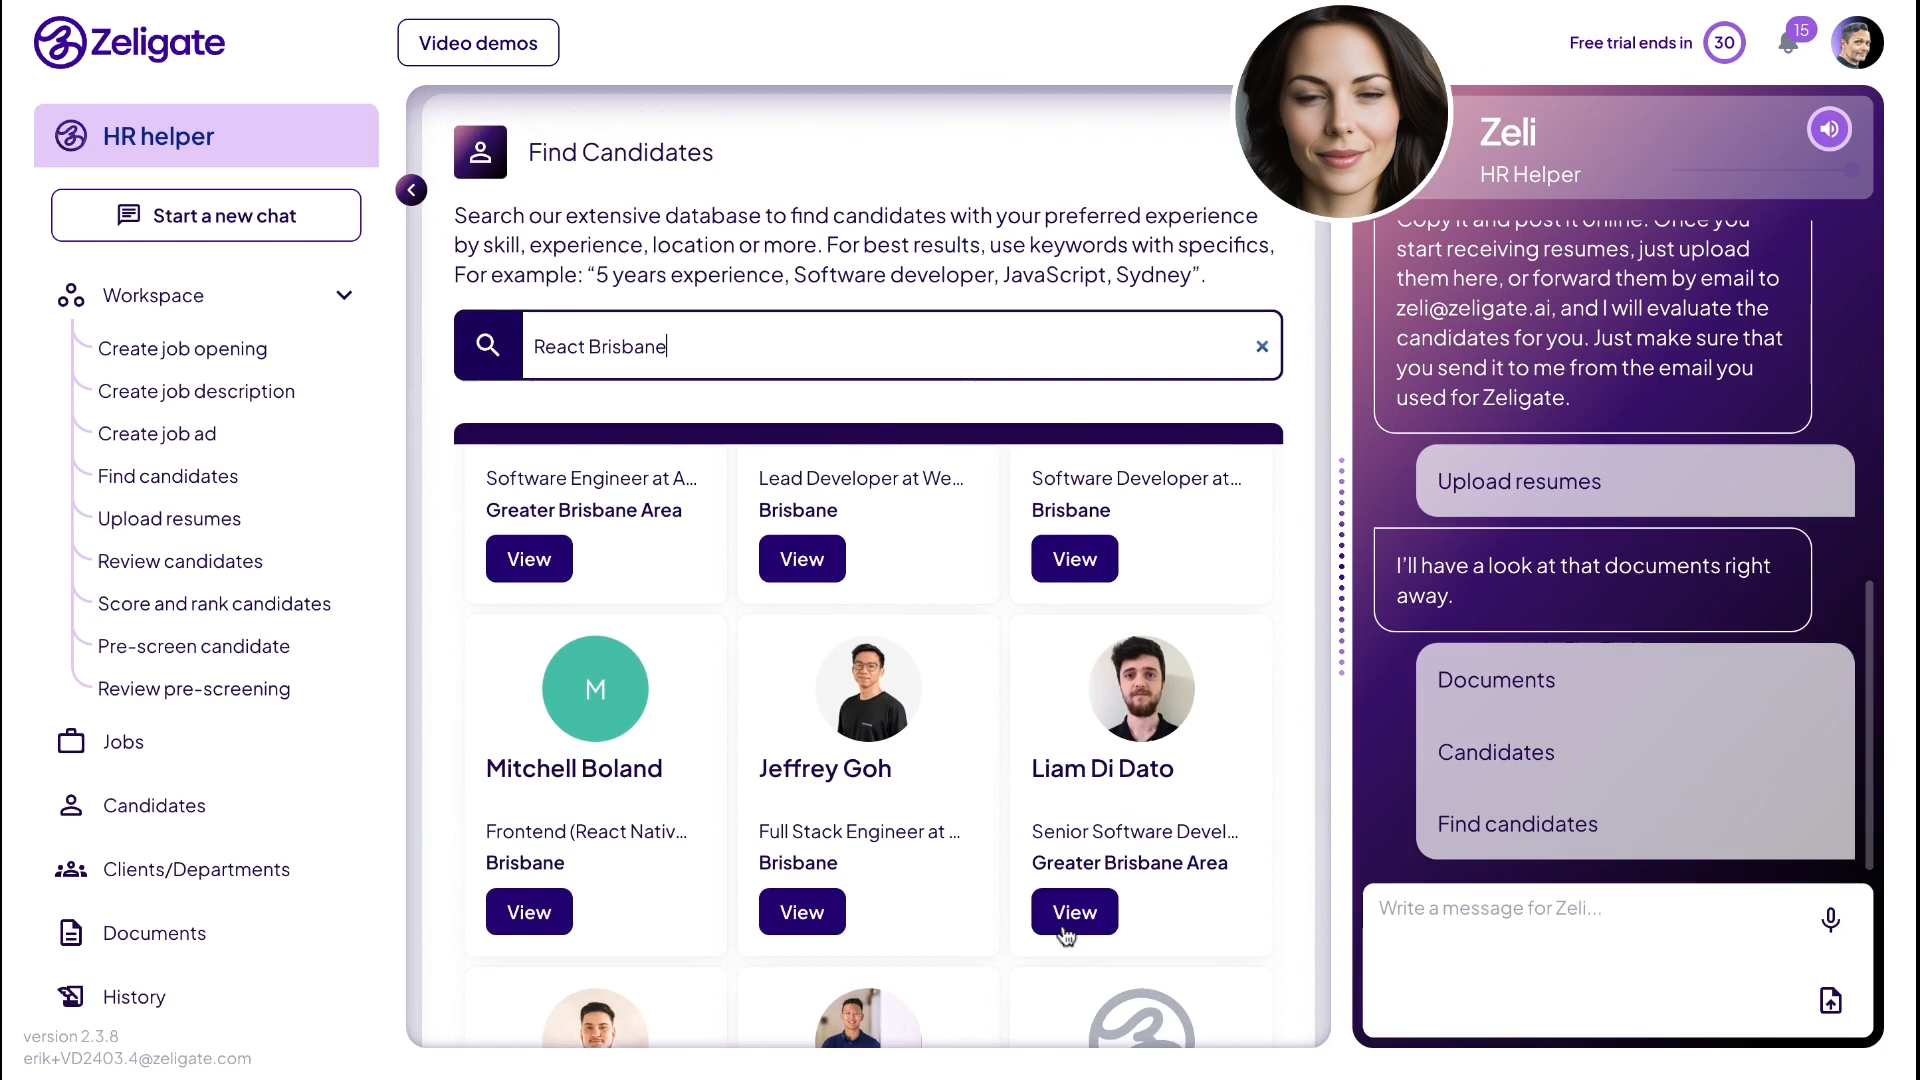 Zeligate
Video demos
Free trial ends in
30
15
HR helper
Start a new chat
Workspace
Create job opening
Create job description
Create job ad
Find candidates
Upload resumes
Review candidates
Score and rank candidates
Pre-screen candidate
Review pre-screening
Jobs
Candidates
Clients/Departments
Documents
History
version 2.3.8
erik+VD2403.4@zeligate.com
Find Candidates
Search our extensive database to find candidates with your preferred experience
by skill, experience, location or more. For best results, use keywords with specifics,
For example: “5 years experience, Software developer, JavaScript, Sydney”.
React Brisbane
Software Engineer at A...
Greater Brisbane Area
View
Lead Developer at We...
Brisbane
View
Software Developer at...
Brisbane
View
M
Mitchell Boland
Frontend (React Nativ...
Brisbane
View
Jeffrey Goh
Full Stack Engineer at ...
Brisbane
View
Liam Di Dato
Senior Software Devel...
Greater Brisbane Area
View
Zeli
HR Helper
Copy it and post it online. Once you
start receiving resumes, just upload
them here, or forward them by email to
zeli@zeligate.ai, and I will evaluate the
candidates for you. Just make sure that
you send it to me from the email you
used for Zeligate.
Upload resumes
I’ll have a look at that documents right
away.
Documents
Candidates
Find candidates
Write a message for Zeli...